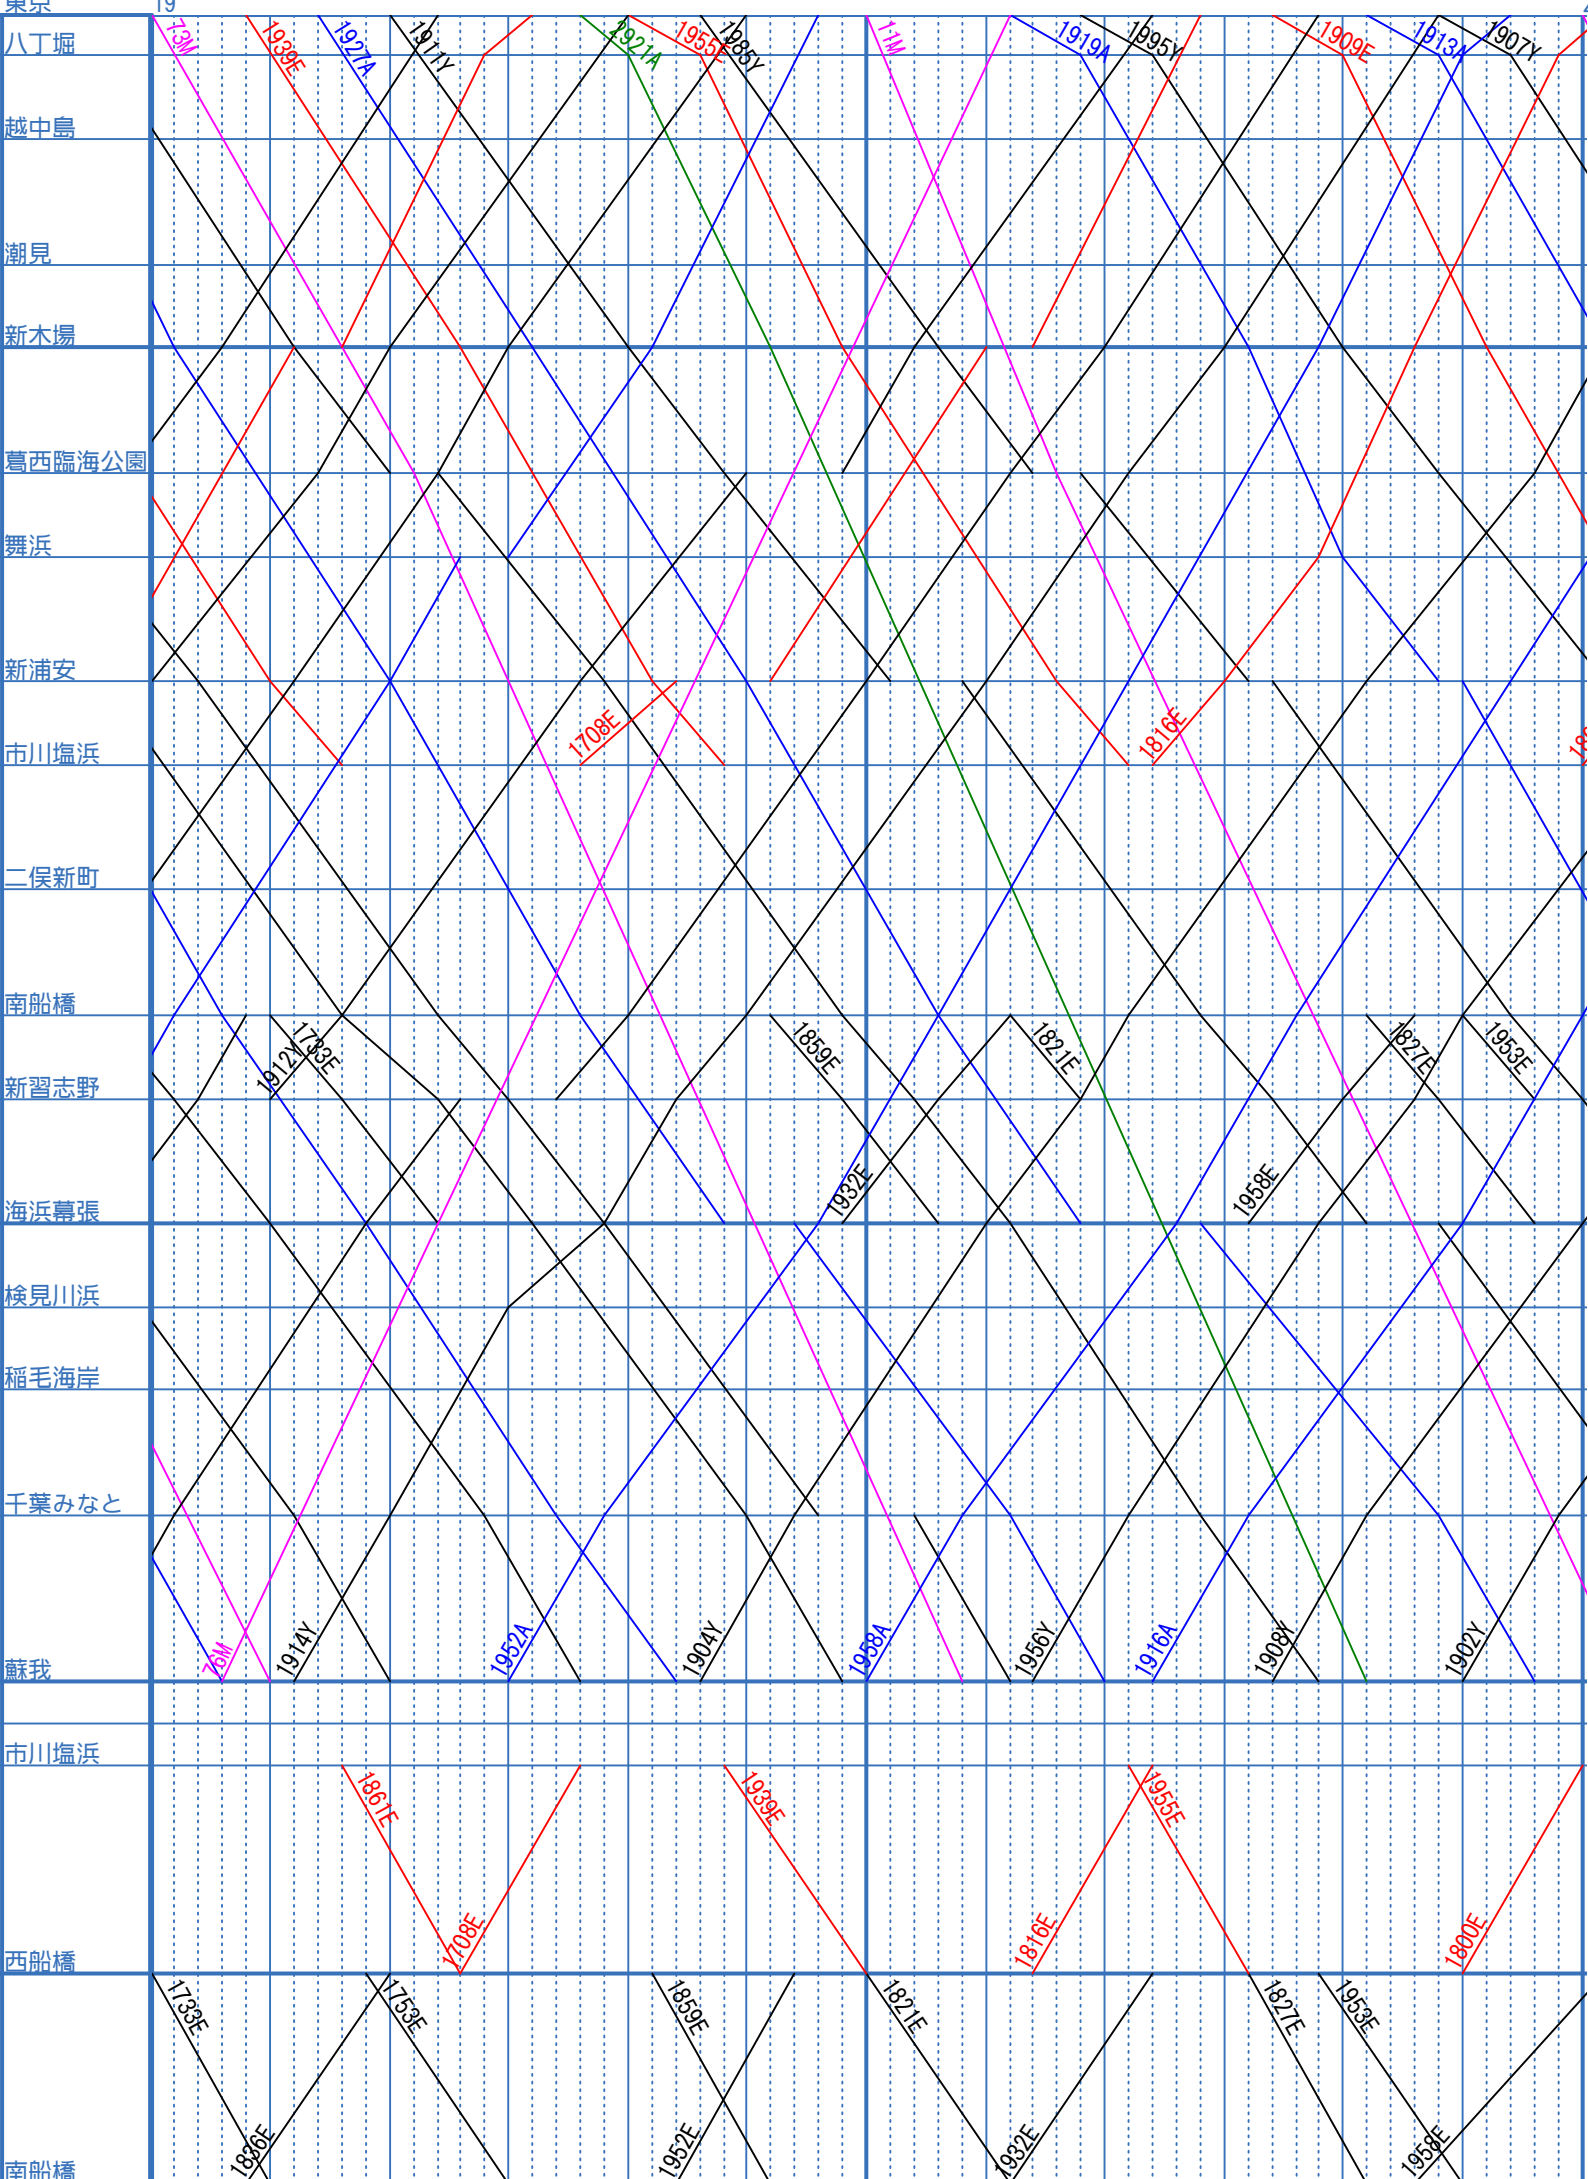 東京 19
73M 1939E 1927A 1911Y 2921A 1955E 1985Y 11M 1919A 1995Y 1909E 1913A 1907Y
八丁堀
越中島
潮見
新木場
葛西臨海公園
舞浜
新浦安
1708E 1816E
市川塩浜
二俣新町
南船橋
1912Y 1733E 1859E 1821E 1827E 1953E
新習志野
1932E 1958E
海浜幕張
検見川浜
稲毛海岸
千葉みなと
76M 1914Y 1952A 1904Y 1958A 1956Y 1916A 1908Y 1902Y
蘇我
市川塩浜
1861E 1939E 1955E
1708E 1816E 1800E
西船橋
1733E 1753E 1859E 1821E 1827E 1953E
1836E 1952E 1932E 1958E
南船橋